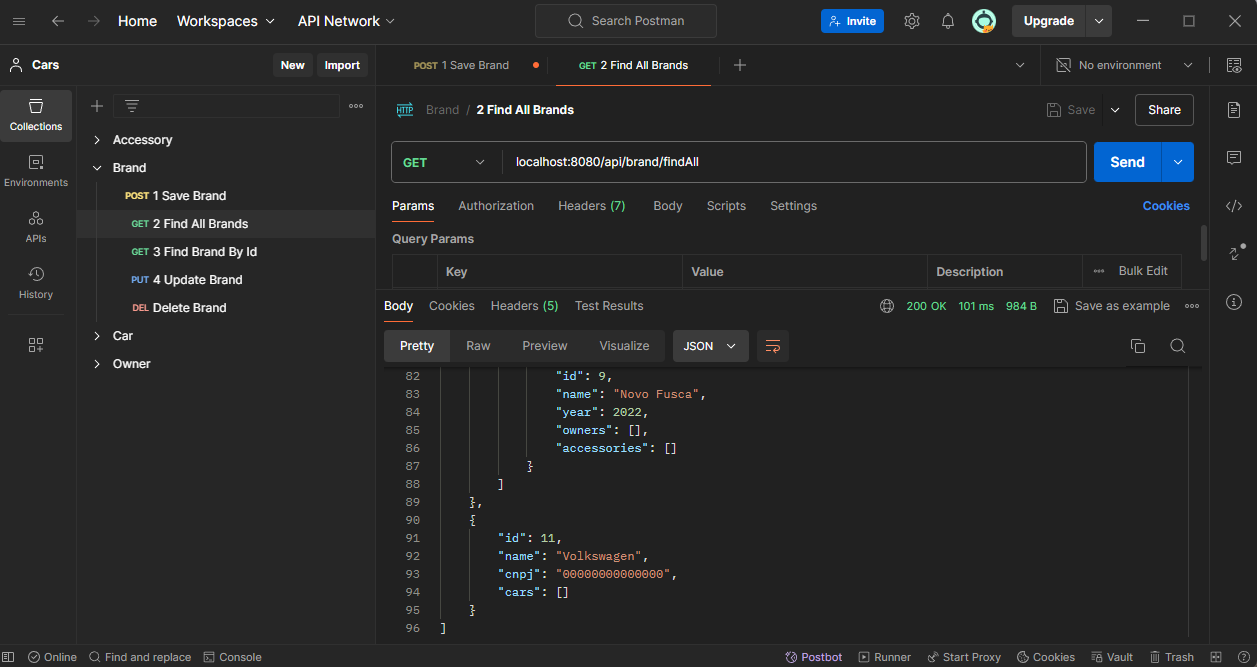 Home Workspaces API Network Search Postman Invite Upgrade
Cars New Import POST 1 Save Brand GET 2 Find All Brands No environment
Collections
Environments
APIs
History
Accessory
Brand
POST 1 Save Brand
GET 2 Find All Brands
GET 3 Find Brand By Id
PUT 4 Update Brand
DEL Delete Brand
Car
Owner
HTTP Brand / 2 Find All Brands Save Share
GET localhost:8080/api/brand/findAll Send
Params Authorization Headers (7) Body Scripts Settings Cookies
Query Params
Key Value Description Bulk Edit
Body Cookies Headers (5) Test Results 200 OK 101 ms 984 B Save as example
Pretty Raw Preview Visualize JSON
82 "id": 9,
83 "name": "Novo Fusca",
84 "year": 2022,
85 "owners": [],
86 "accessories": []
87 }
88 ]
89 },
90 {
91 "id": 11,
92 "name": "Volkswagen",
93 "cnpj": "00000000000000",
94 "cars": []
95 }
96 ]
Online Find and replace Console Postbot Runner Start Proxy Cookies Vault Trash